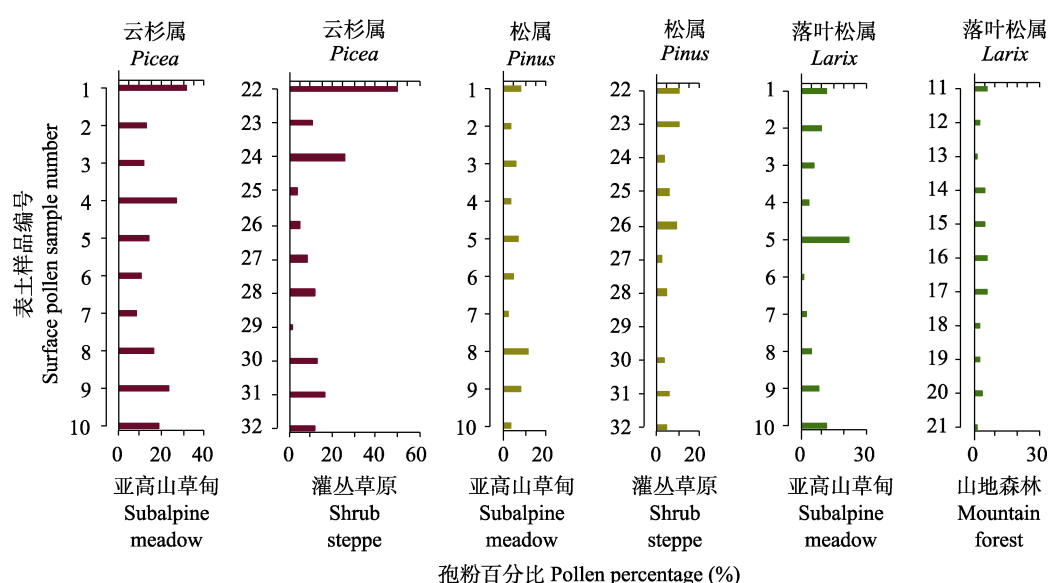 云杉属 云杉属 松属 松属 落叶松属 落叶松属
Picea Picea Pinus Pinus Larix Larix
表土样品编号
Surface pollen sample number
1 22 1 22 1 11
2 23 2 23 2 12
3 24 3 24 3 13
4 25 4 25 4 14
5 26 5 26 5 15
6 27 6 27 6 16
7 28 7 28 7 17
8 29 8 29 8 18
9 30 9 30 9 19
10 31 10 31 10 20
32 32 21
0 20 40 0 20 40 60 0 20 0 20 0 30 0 30
亚高山草甸 灌丛草原 亚高山草甸 灌丛草原 亚高山草甸 山地森林
Subalpine Shrub Subalpine Shrub Subalpine Mountain
meadow steppe meadow steppe meadow forest
孢粉百分比 Pollen percentage (%)